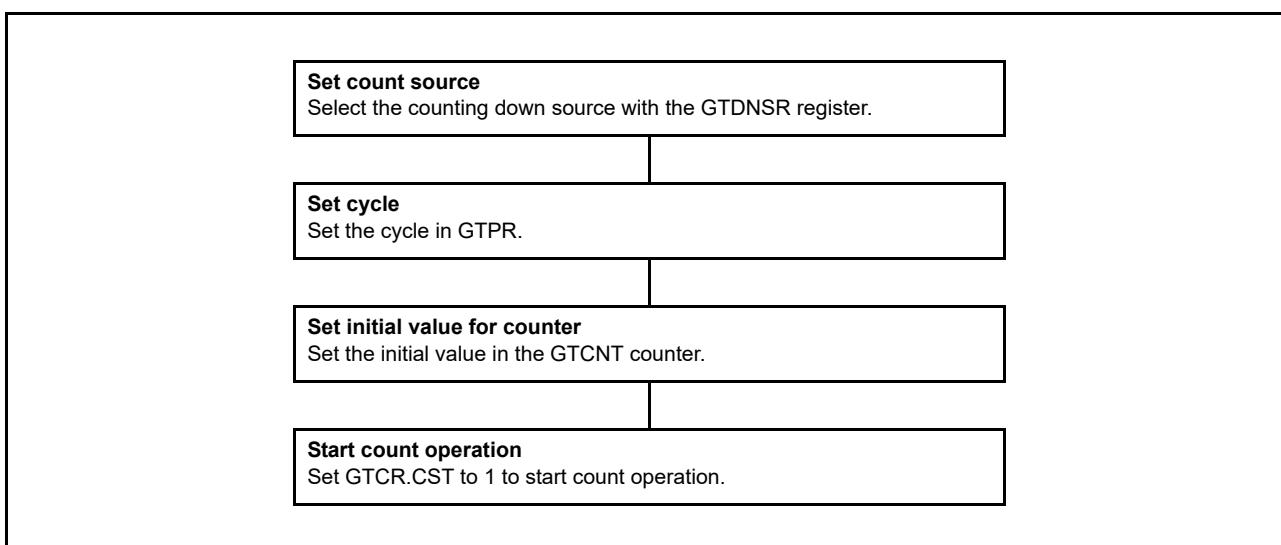 Set count source
Select the counting down source with the GTDNSR register.
Set cycle
Set the cycle in GTPR.
Set initial value for counter
Set the initial value in the GTCNT counter.
Start count operation
Set GTCR.CST to 1 to start count operation.